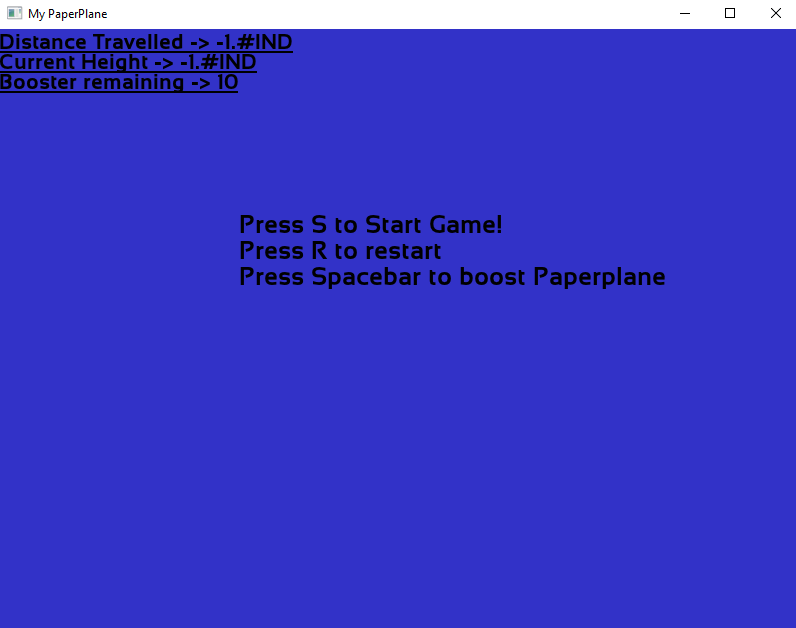 My PaperPlane
Distance Travelled -> -1.#IND
Current Height -> -1.#IND
Booster remaining -> 10
Press S to Start Game!
Press R to restart
Press Spacebar to boost Paperplane